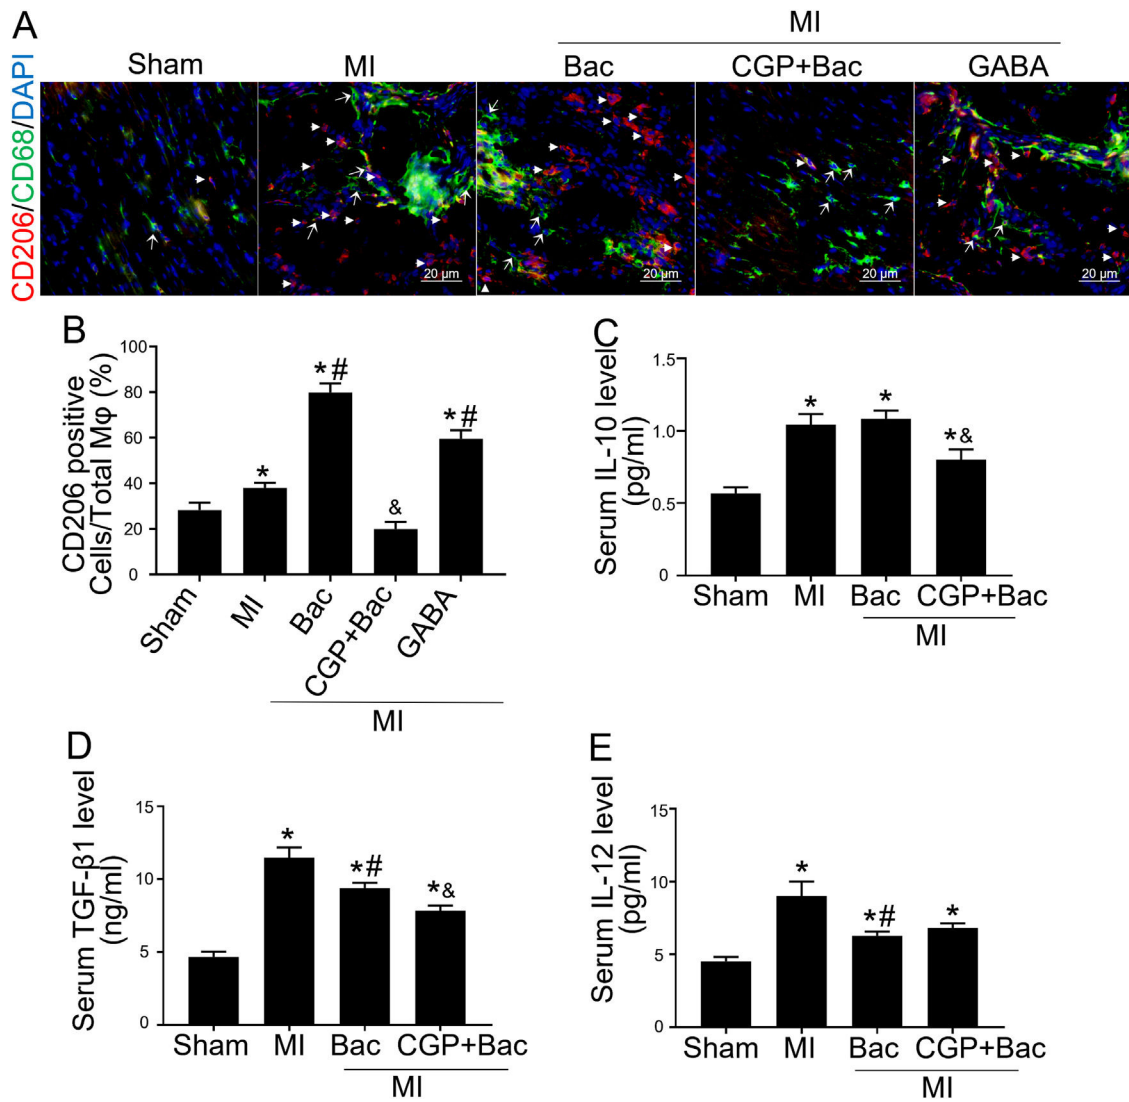 A
MI
Sham MI Bac CGP+Bac GABA
CD206/CD68/DAPI
20 μm 20 μm 20 μm 20 μm
B
CD206 positive
Cells/Total Mφ (%)
100
80
60
40
20
0
*
*#
&
*#
Sham MI Bac CGP+Bac GABA
MI
C
Serum IL-10 level
(pg/ml)
1.5
1.0
0.5
0
*
*
*&
Sham MI Bac CGP+Bac
MI
D
Serum TGF-β1 level
(ng/ml)
15
10
5
0
*
*#
*&
Sham MI Bac CGP+Bac
MI
E
Serum IL-12 level
(pg/ml)
15
10
5
0
*
*#
*
Sham MI Bac CGP+Bac
MI